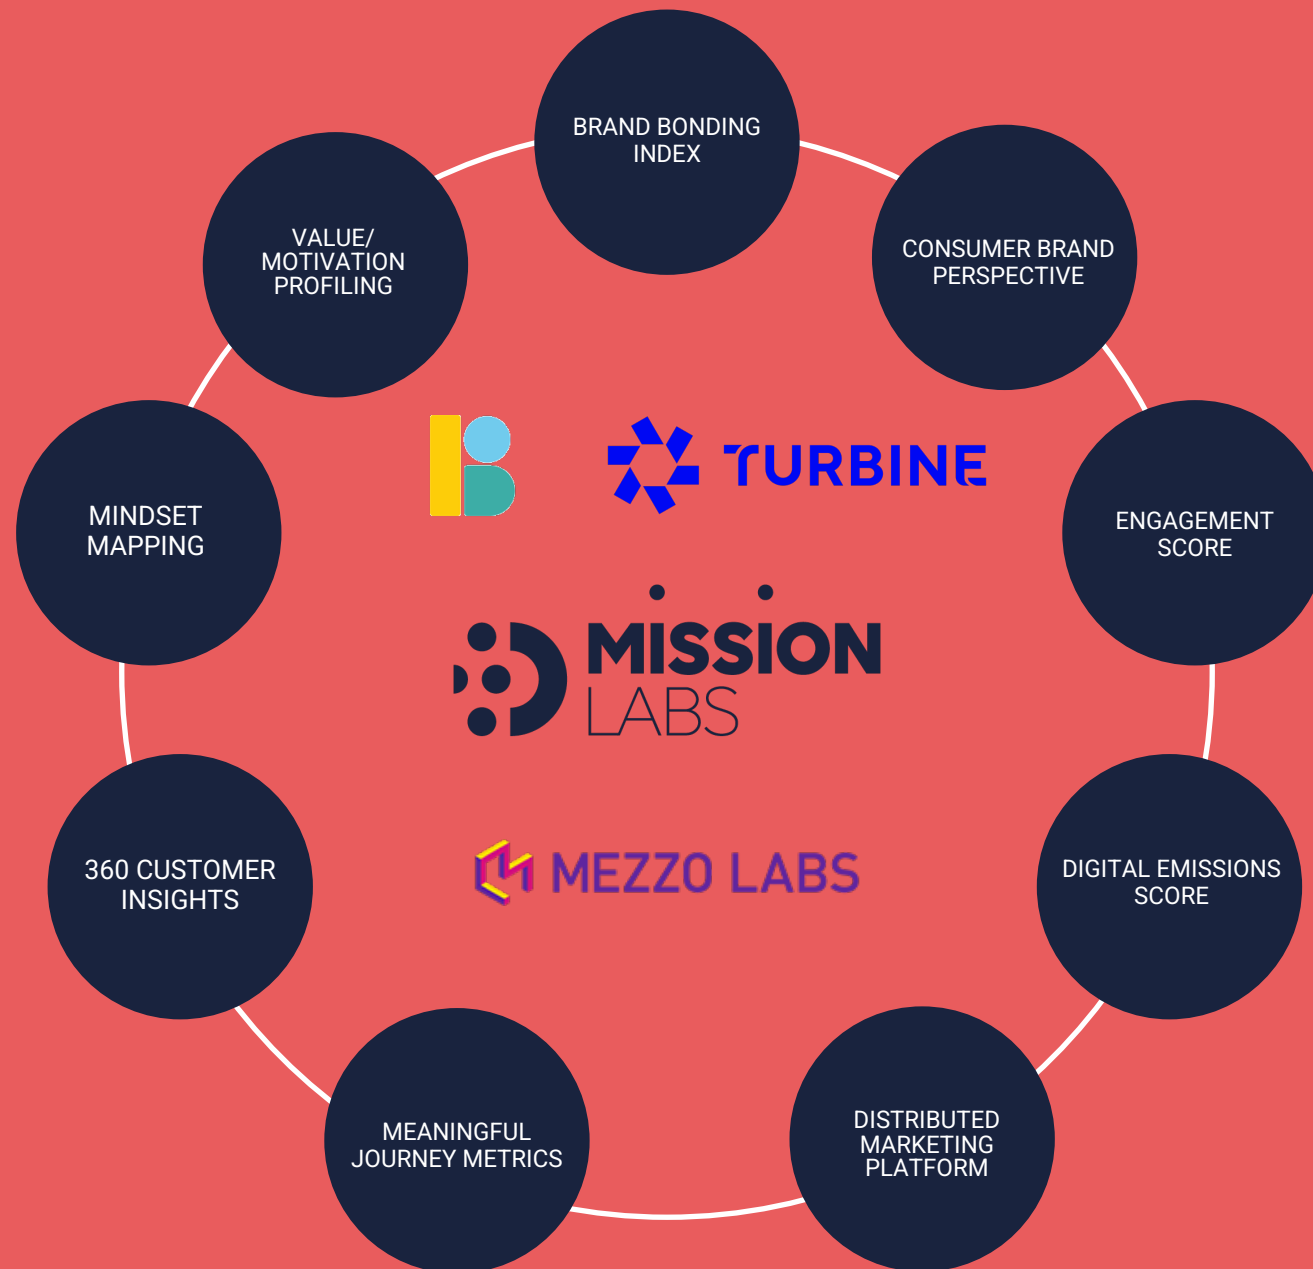 BRAND BONDING
INDEX
VALUE/
MOTIVATION
PROFILING
CONSUMER BRAND
PERSPECTIVE
TURBINE
MINDSET
MAPPING
ENGAGEMENT
SCORE
MISSION
LABS
360 CUSTOMER
INSIGHTS
MEZZO LABS
DIGITAL EMISSIONS
SCORE
MEANINGFUL
JOURNEY METRICS
DISTRIBUTED
MARKETING
PLATFORM